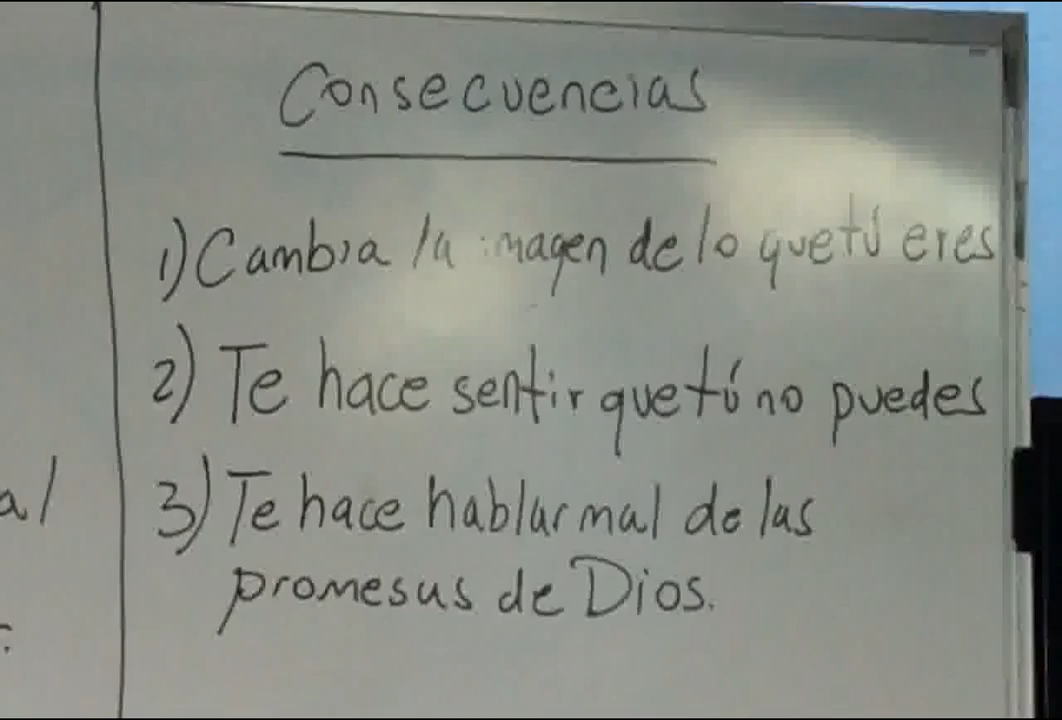 Consecuencias
1) Cambia la imagen de lo que tú eres
2) Te hace sentir que tú no puedes
al
3) Te hace hablar mal de las
promesas de Dios.